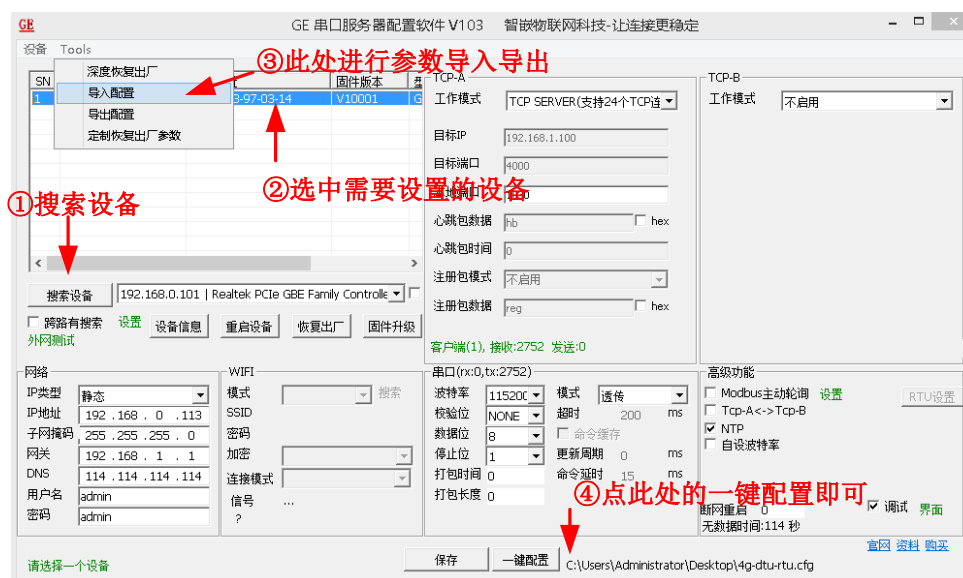 GE
GE 串口服务器配置软件 V103 智嵌物联网科技-让连接更稳定
设备 Tools
③此处进行参数导入导出
深度恢复出厂
导入配置
导出配置
定制恢复出厂参数
SN
固件版本
1
3-97-03-14
V10001
G
②选中需要设置的设备
①搜索设备
搜索设备
192.168.0.101 | Realtek PCIe GBE Family Controlle
跨路有搜索
设置
设备信息
重启设备
恢复出厂
固件升级
外网测试
TCP-A
工作模式
TCP SERVER(支持24个TCP连
目标IP
192.168.1.100
目标端口
4000
心跳包数据
hb
hex
心跳包时间
0
注册包模式
不启用
注册包数据
reg
hex
客户端(1), 接收:2752 发送:0
TCP-B
工作模式
不启用
网络
IP类型
静态
IP地址
192 . 168 . 0 . 113
子网掩码
255 . 255 . 255 . 0
网关
192 . 168 . 1 . 1
DNS
114 . 114 . 114 . 114
用户名
admin
密码
admin
WIFI
模式
搜索
SSID
密码
加密
连接模式
信号
...
?
串口(rx:0,tx:2752)
波特率
11520
模式
透传
校验位
NONE
超时
200
ms
数据位
8
命令缓存
停止位
1
更新周期
0
ms
打包时间
0
命令延时
15
ms
打包长度
0
④点此处的一键配置即可
高级功能
Modbus主动轮询
设置
RTU设置
Tcp-A<->Tcp-B
NTP
自设波特率
断网重启
0
无数据时间:114 秒
调试
界面
官网 资料 购买
请选择一个设备
保存
一键配置
C:\Users\Administrator\Desktop\4g-dtu-rtu.cfg